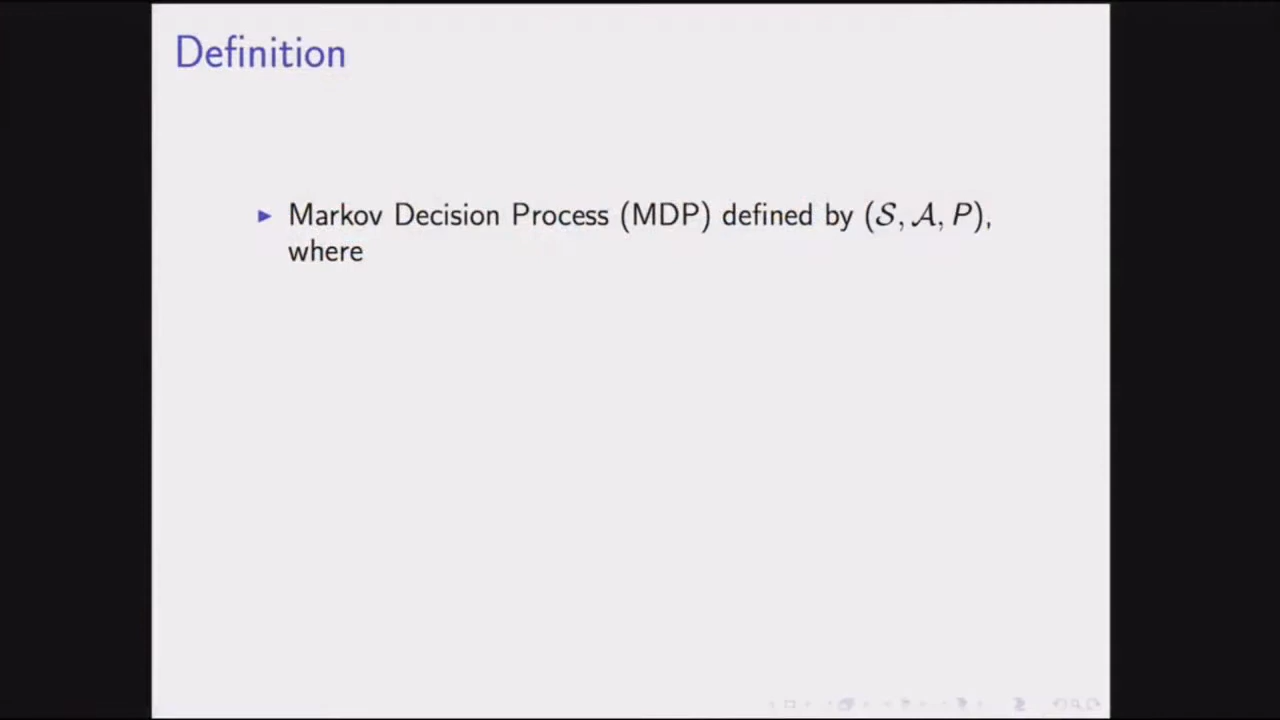 Definition
▶ Markov Decision Process (MDP) defined by (𝒮, 𝒜, P),
where